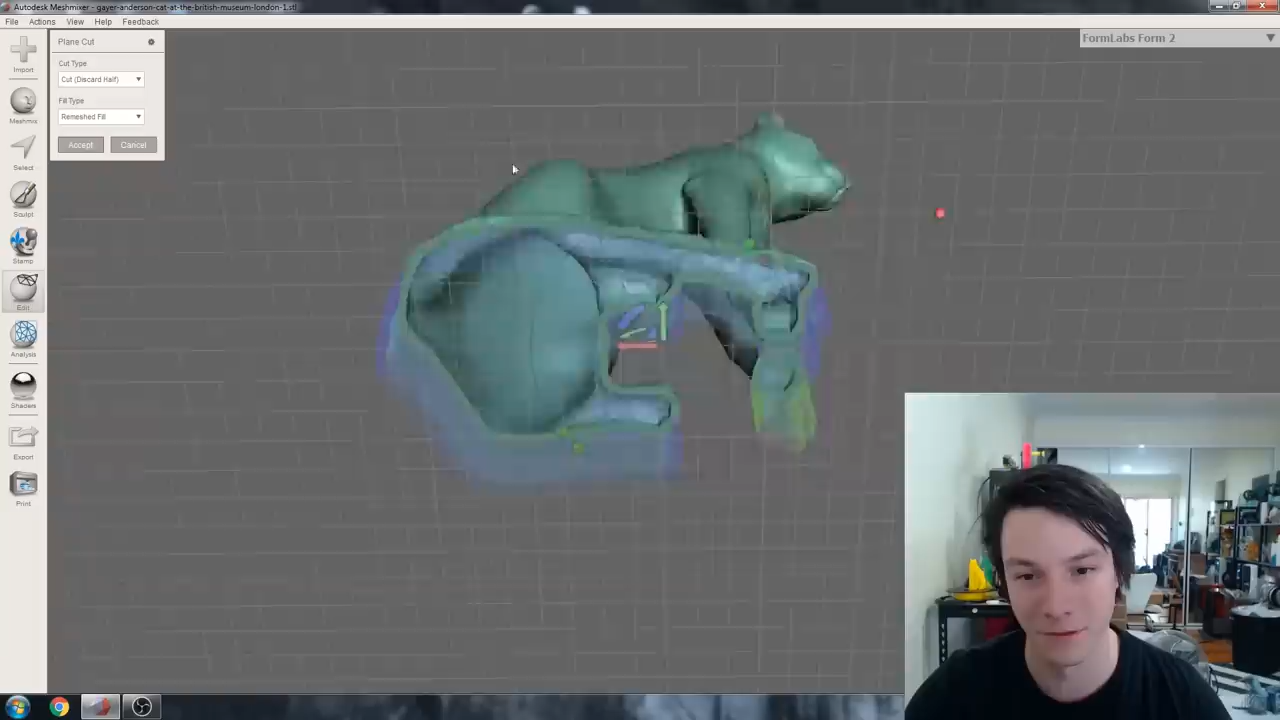 Autodesk Meshmixer - gayer-anderson-cat-at-the-british-museum-london-1.stl
File Actions View Help Feedback
Import
Meshmix
Select
Sculpt
Stamp
Edit
Analysis
Shaders
Export
Print
Plane Cut
Cut Type
Cut (Discard Half)
Fill Type
Remeshed Fill
Accept Cancel
FormLabs Form 2